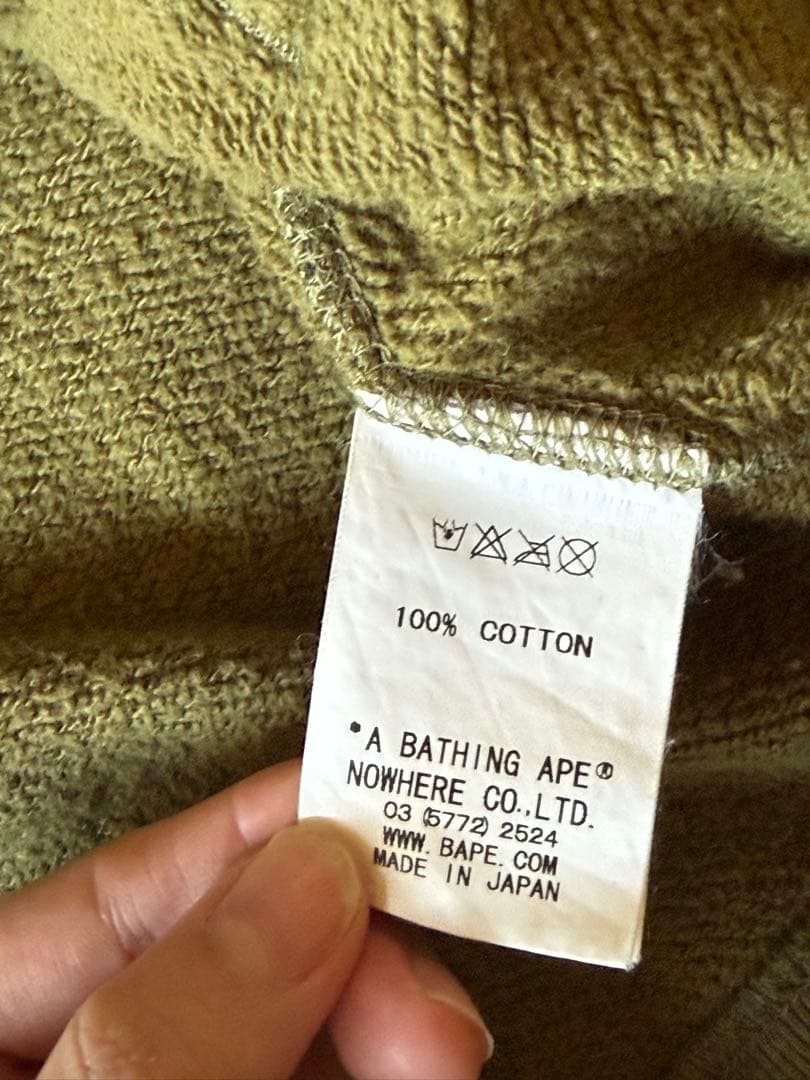 100% COTTON
"A BATHING APE®
NOWHERE CO.,LTD.
03 (5772) 2524
WWW. BAPE. COM
MADE IN JAPAN